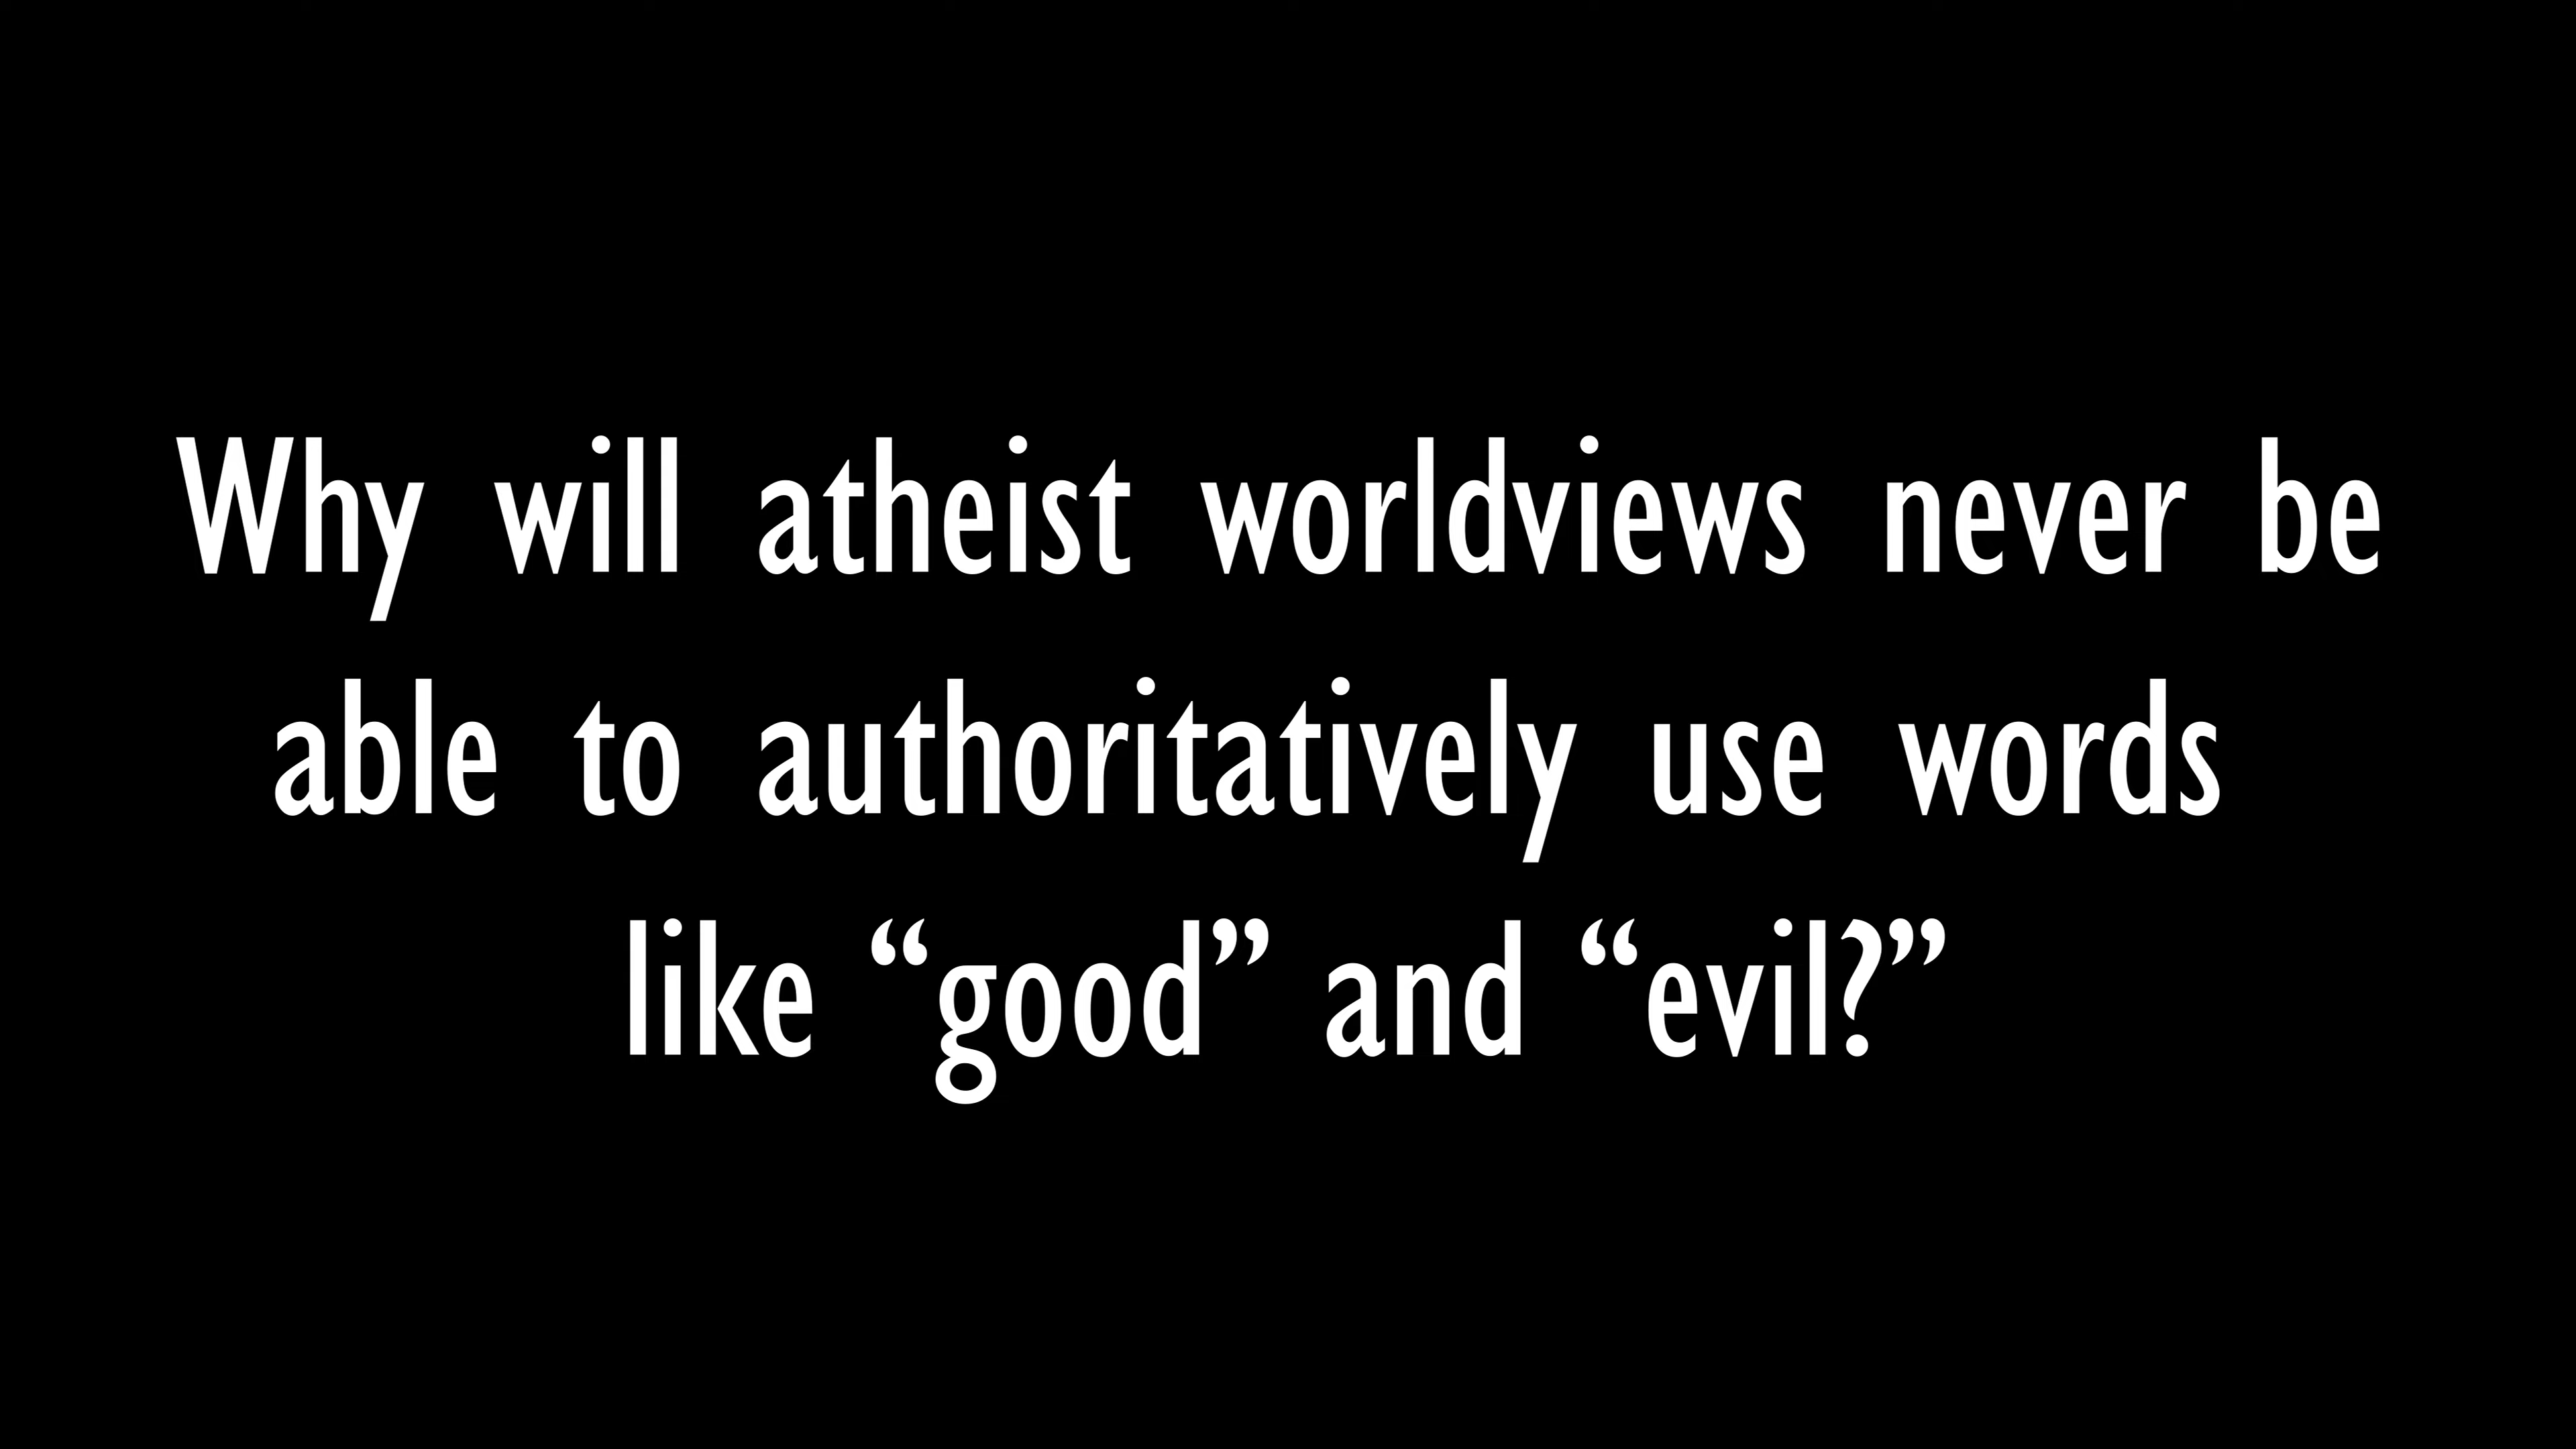 Why will atheist worldviews never be
able to authoritatively use words
like “good” and “evil?”